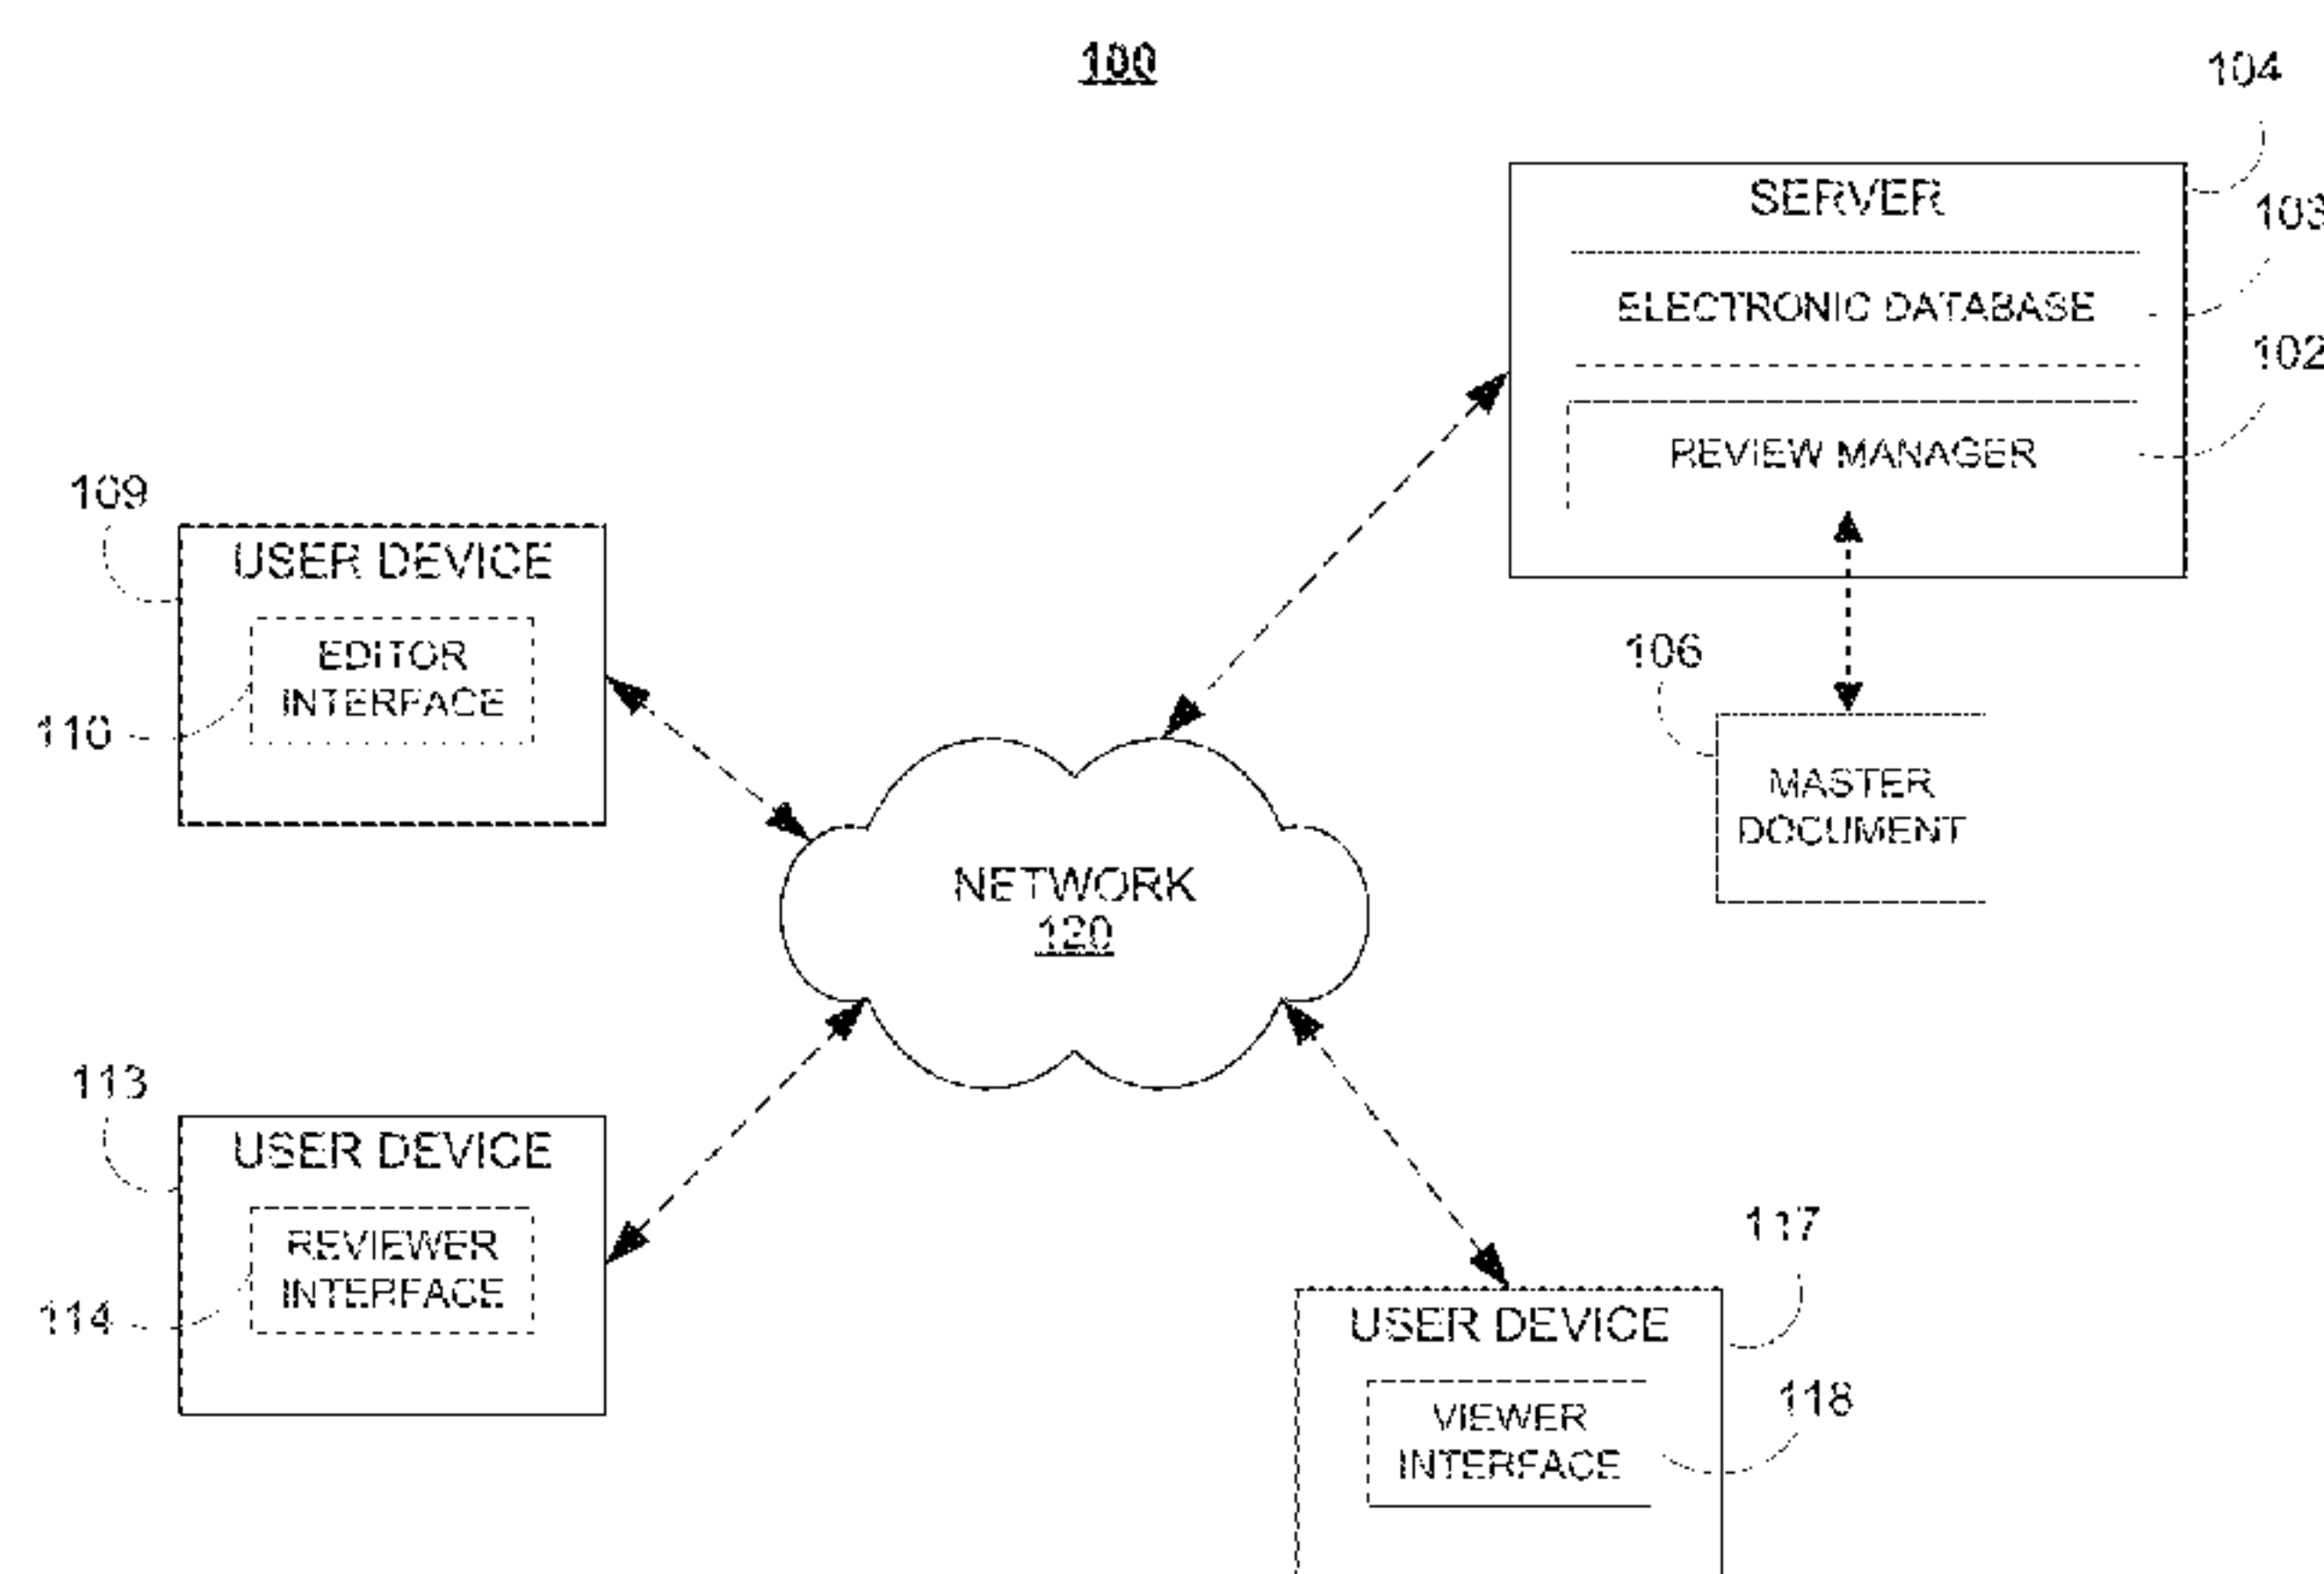 100
104
SERVER
103
ELECTRONIC DATABASE
102
REVIEW MANAGER
109
USER DEVICE
EDITOR
INTERFACE
110
106
MASTER
DOCUMENT
NETWORK
120
113
USER DEVICE
REVIEWER
INTERFACE
114
117
USER DEVICE
118
VIEWER
INTERFACE